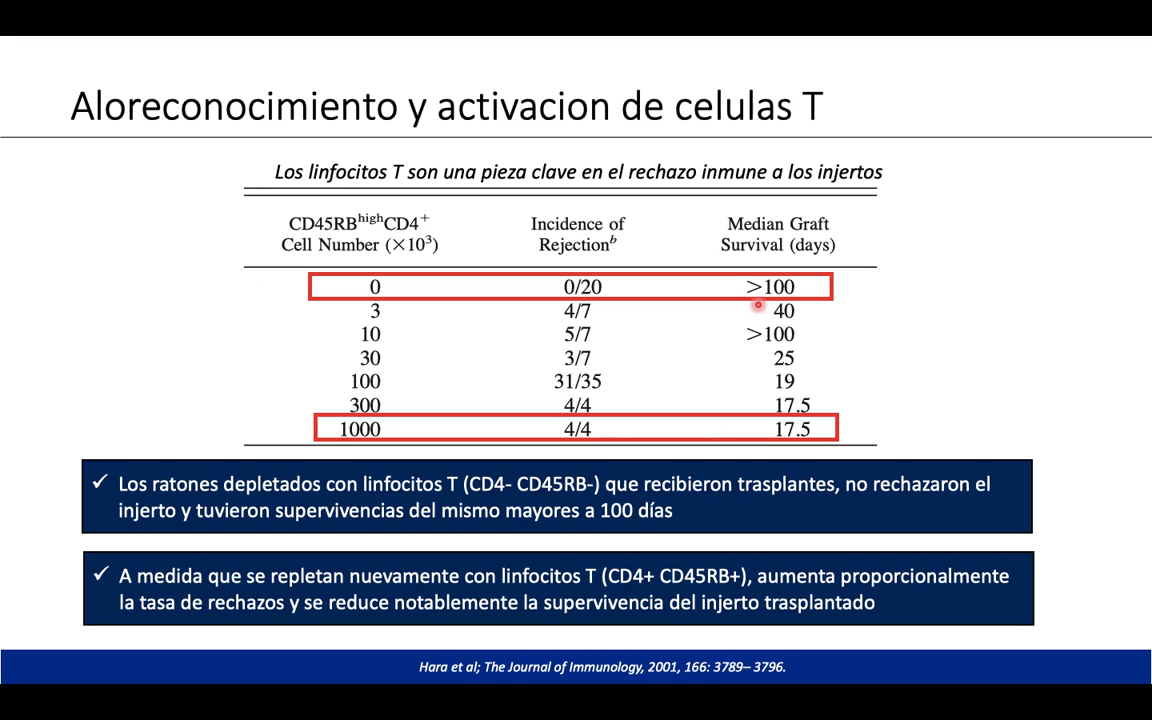 Aloreconocimiento y activacion de celulas T
Los linfocitos T son una pieza clave en el rechazo inmune a los injertos
CD45RBhighCD4+ Incidence of Median Graft
Cell Number (×10³) Rejectionᵇ Survival (days)
0 0/20 >100
3 4/7 40
10 5/7 >100
30 3/7 25
100 31/35 19
300 4/4 17.5
1000 4/4 17.5
✓ Los ratones depletados con linfocitos T (CD4- CD45RB-) que recibieron trasplantes, no rechazaron el
injerto y tuvieron supervivencias del mismo mayores a 100 días
✓ A medida que se repletan nuevamente con linfocitos T (CD4+ CD45RB+), aumenta proporcionalmente
la tasa de rechazos y se reduce notablemente la supervivencia del injerto trasplantado
Hara et al; The Journal of Immunology, 2001, 166: 3789– 3796.